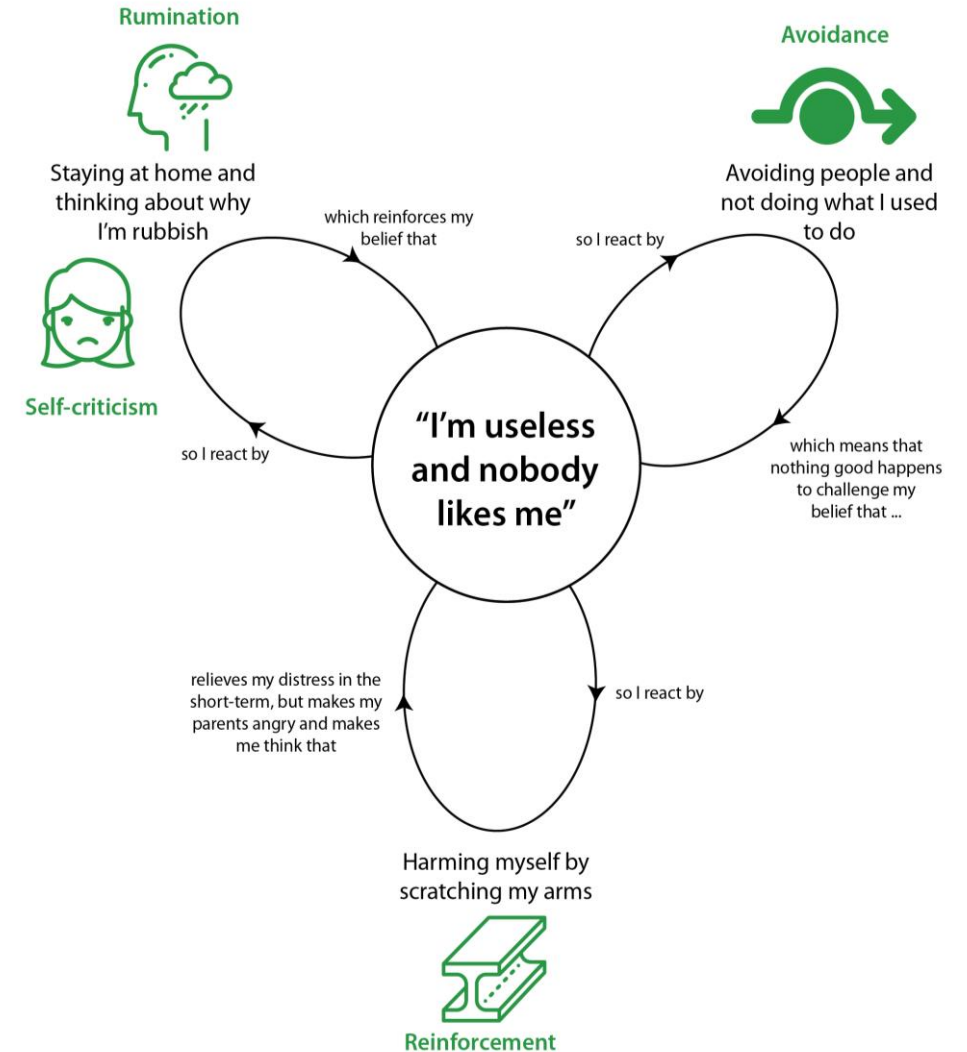 Rumination
Staying at home and
thinking about why
I'm rubbish
Self-criticism
so I react by
which reinforces my
belief that
Avoidance
Avoiding people and
not doing what I used
to do
so I react by
which means that
nothing good happens
to challenge my
belief that ...
“I’m useless
and nobody
likes me”
relieves my distress in the
short-term, but makes my
parents angry and makes
me think that
so I react by
Harming myself by
scratching my arms
Reinforcement